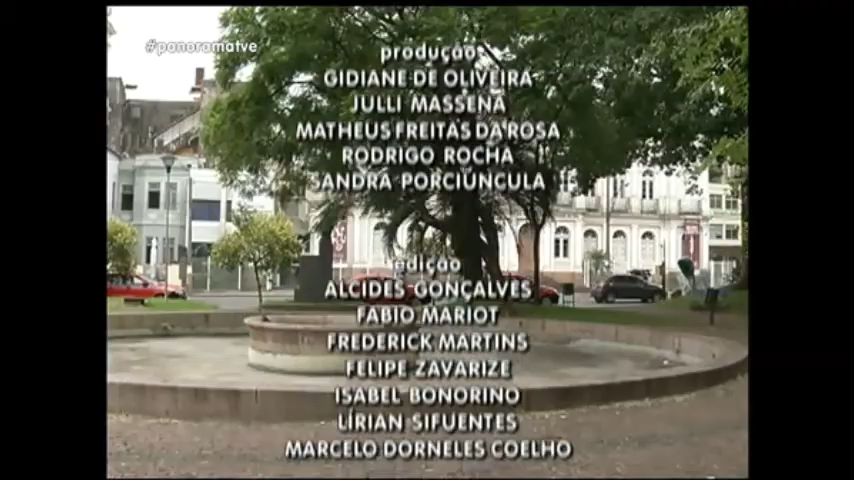 #panoramatve
produção
GIDIANE DE OLIVEIRA
JULLI MASSENA
MATHEUS FREITAS DA ROSA
RODRIGO ROCHA
SANDRA PORCIÚNCULA
edição
ALCIDES GONÇALVES
FABIO MARIOT
FREDERICK MARTINS
FELIPE ZAVARIZE
ISABEL BONORINO
LÍRIAN SIFUENTES
MARCELO DORNELES COELHO